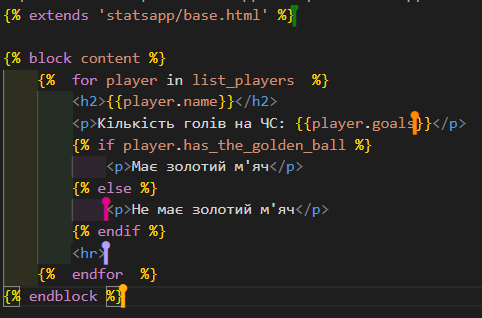 {% extends 'statsapp/base.html' %}
{% block content %}
{%  for player in list_players  %}
<h2>{{player.name}}</h2>
<p>Кількість голів на ЧС: {{player.goals}}</p>
{% if player.has_the_golden_ball %}
<p>Має золотий м'яч</p>
{% else %}
<p>Не має золотий м'яч</p>
{% endif %}
<hr>
{%  endfor  %}
{% endblock %}